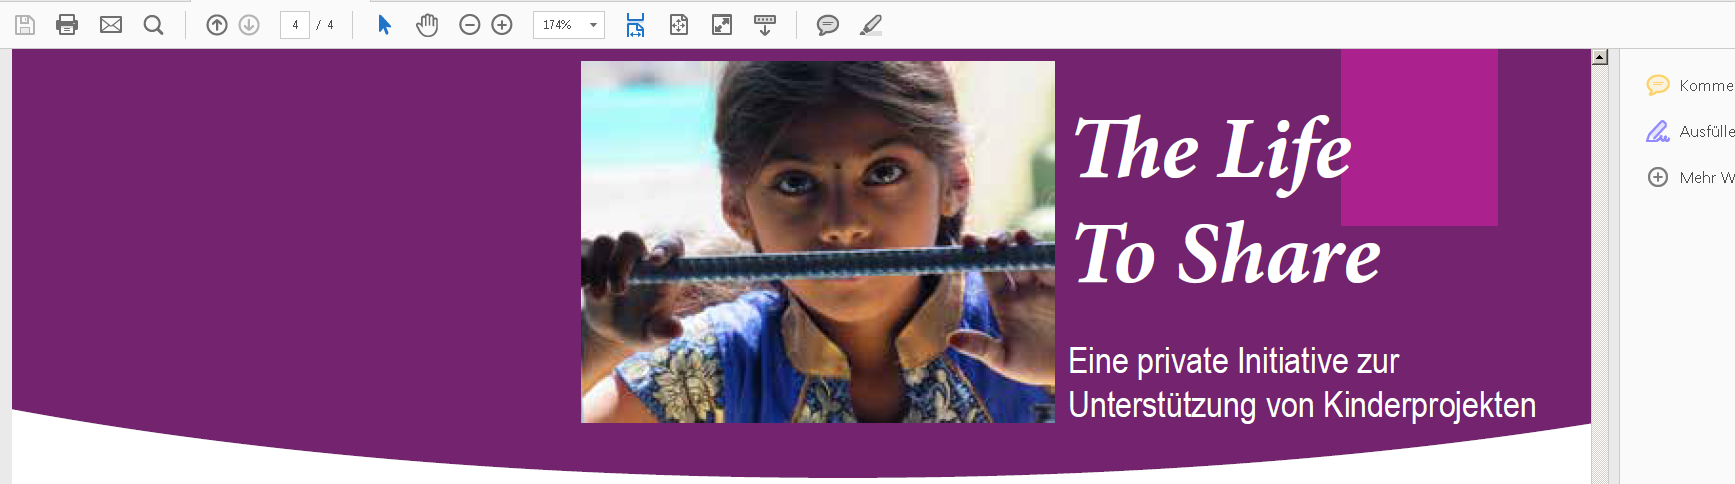 4 / 4
174%
The Life
To Share
Eine private Initiative zur
Unterstützung von Kinderprojekten
Komme
Ausfülle
Mehr W